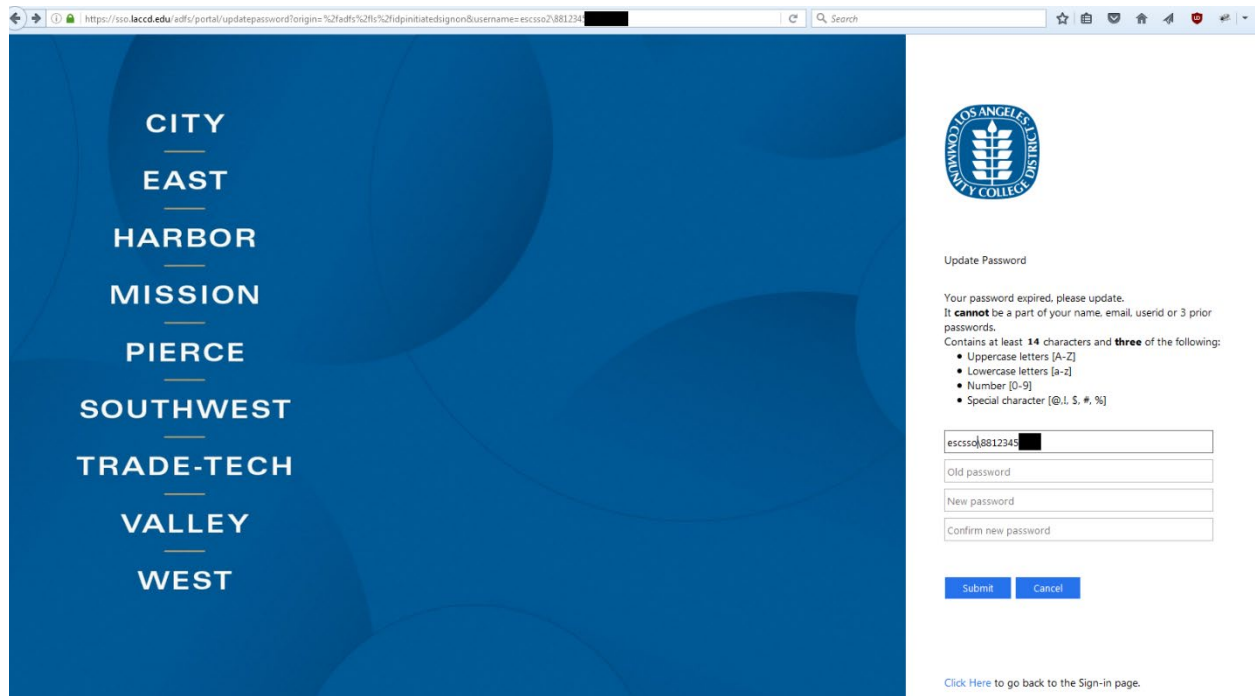 https://sso.laccd.edu/adfs/portal/updatepassword?origin=%2fadfs%2fls%2fidpinitiatedsignon&username=escsso2\881234
Search
CITY
EAST
HARBOR
MISSION
PIERCE
SOUTHWEST
TRADE-TECH
VALLEY
WEST
LOS ANGELES
COMMUNITY COLLEGE DISTRICT
Update Password
Your password expired, please update.
It cannot be a part of your name, email, userid or 3 prior
passwords.
Contains at least 14 characters and three of the following:
• Uppercase letters [A-Z]
• Lowercase letters [a-z]
• Number [0-9]
• Special character [@,!, $, #, %]
escsso\8812345
Old password
New password
Confirm new password
Submit Cancel
Click Here to go back to the Sign-in page.